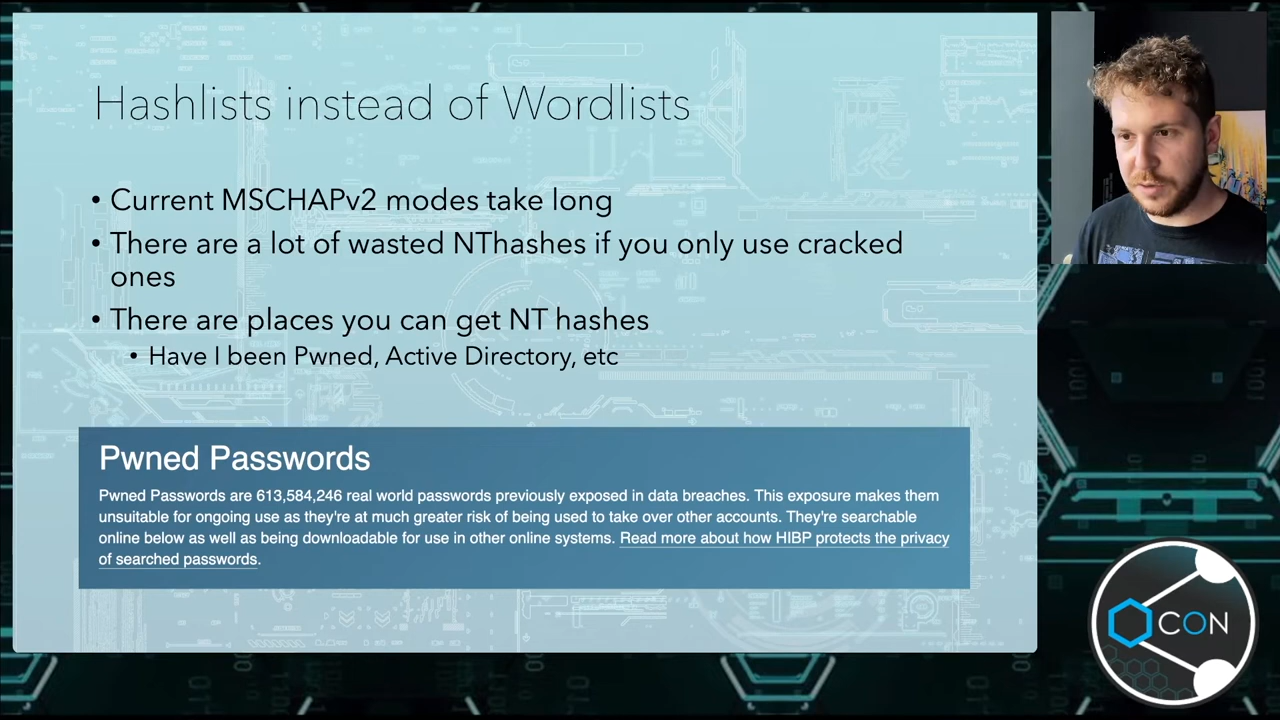 Hashlists instead of Wordlists
• Current MSCHAPv2 modes take long
• There are a lot of wasted NThashes if you only use cracked
ones
• There are places you can get NT hashes
• Have I been Pwned, Active Directory, etc
Pwned Passwords
Pwned Passwords are 613,584,246 real world passwords previously exposed in data breaches. This exposure makes them
unsuitable for ongoing use as they're at much greater risk of being used to take over other accounts. They're searchable
online below as well as being downloadable for use in other online systems. Read more about how HIBP protects the privacy
of searched passwords.
CON